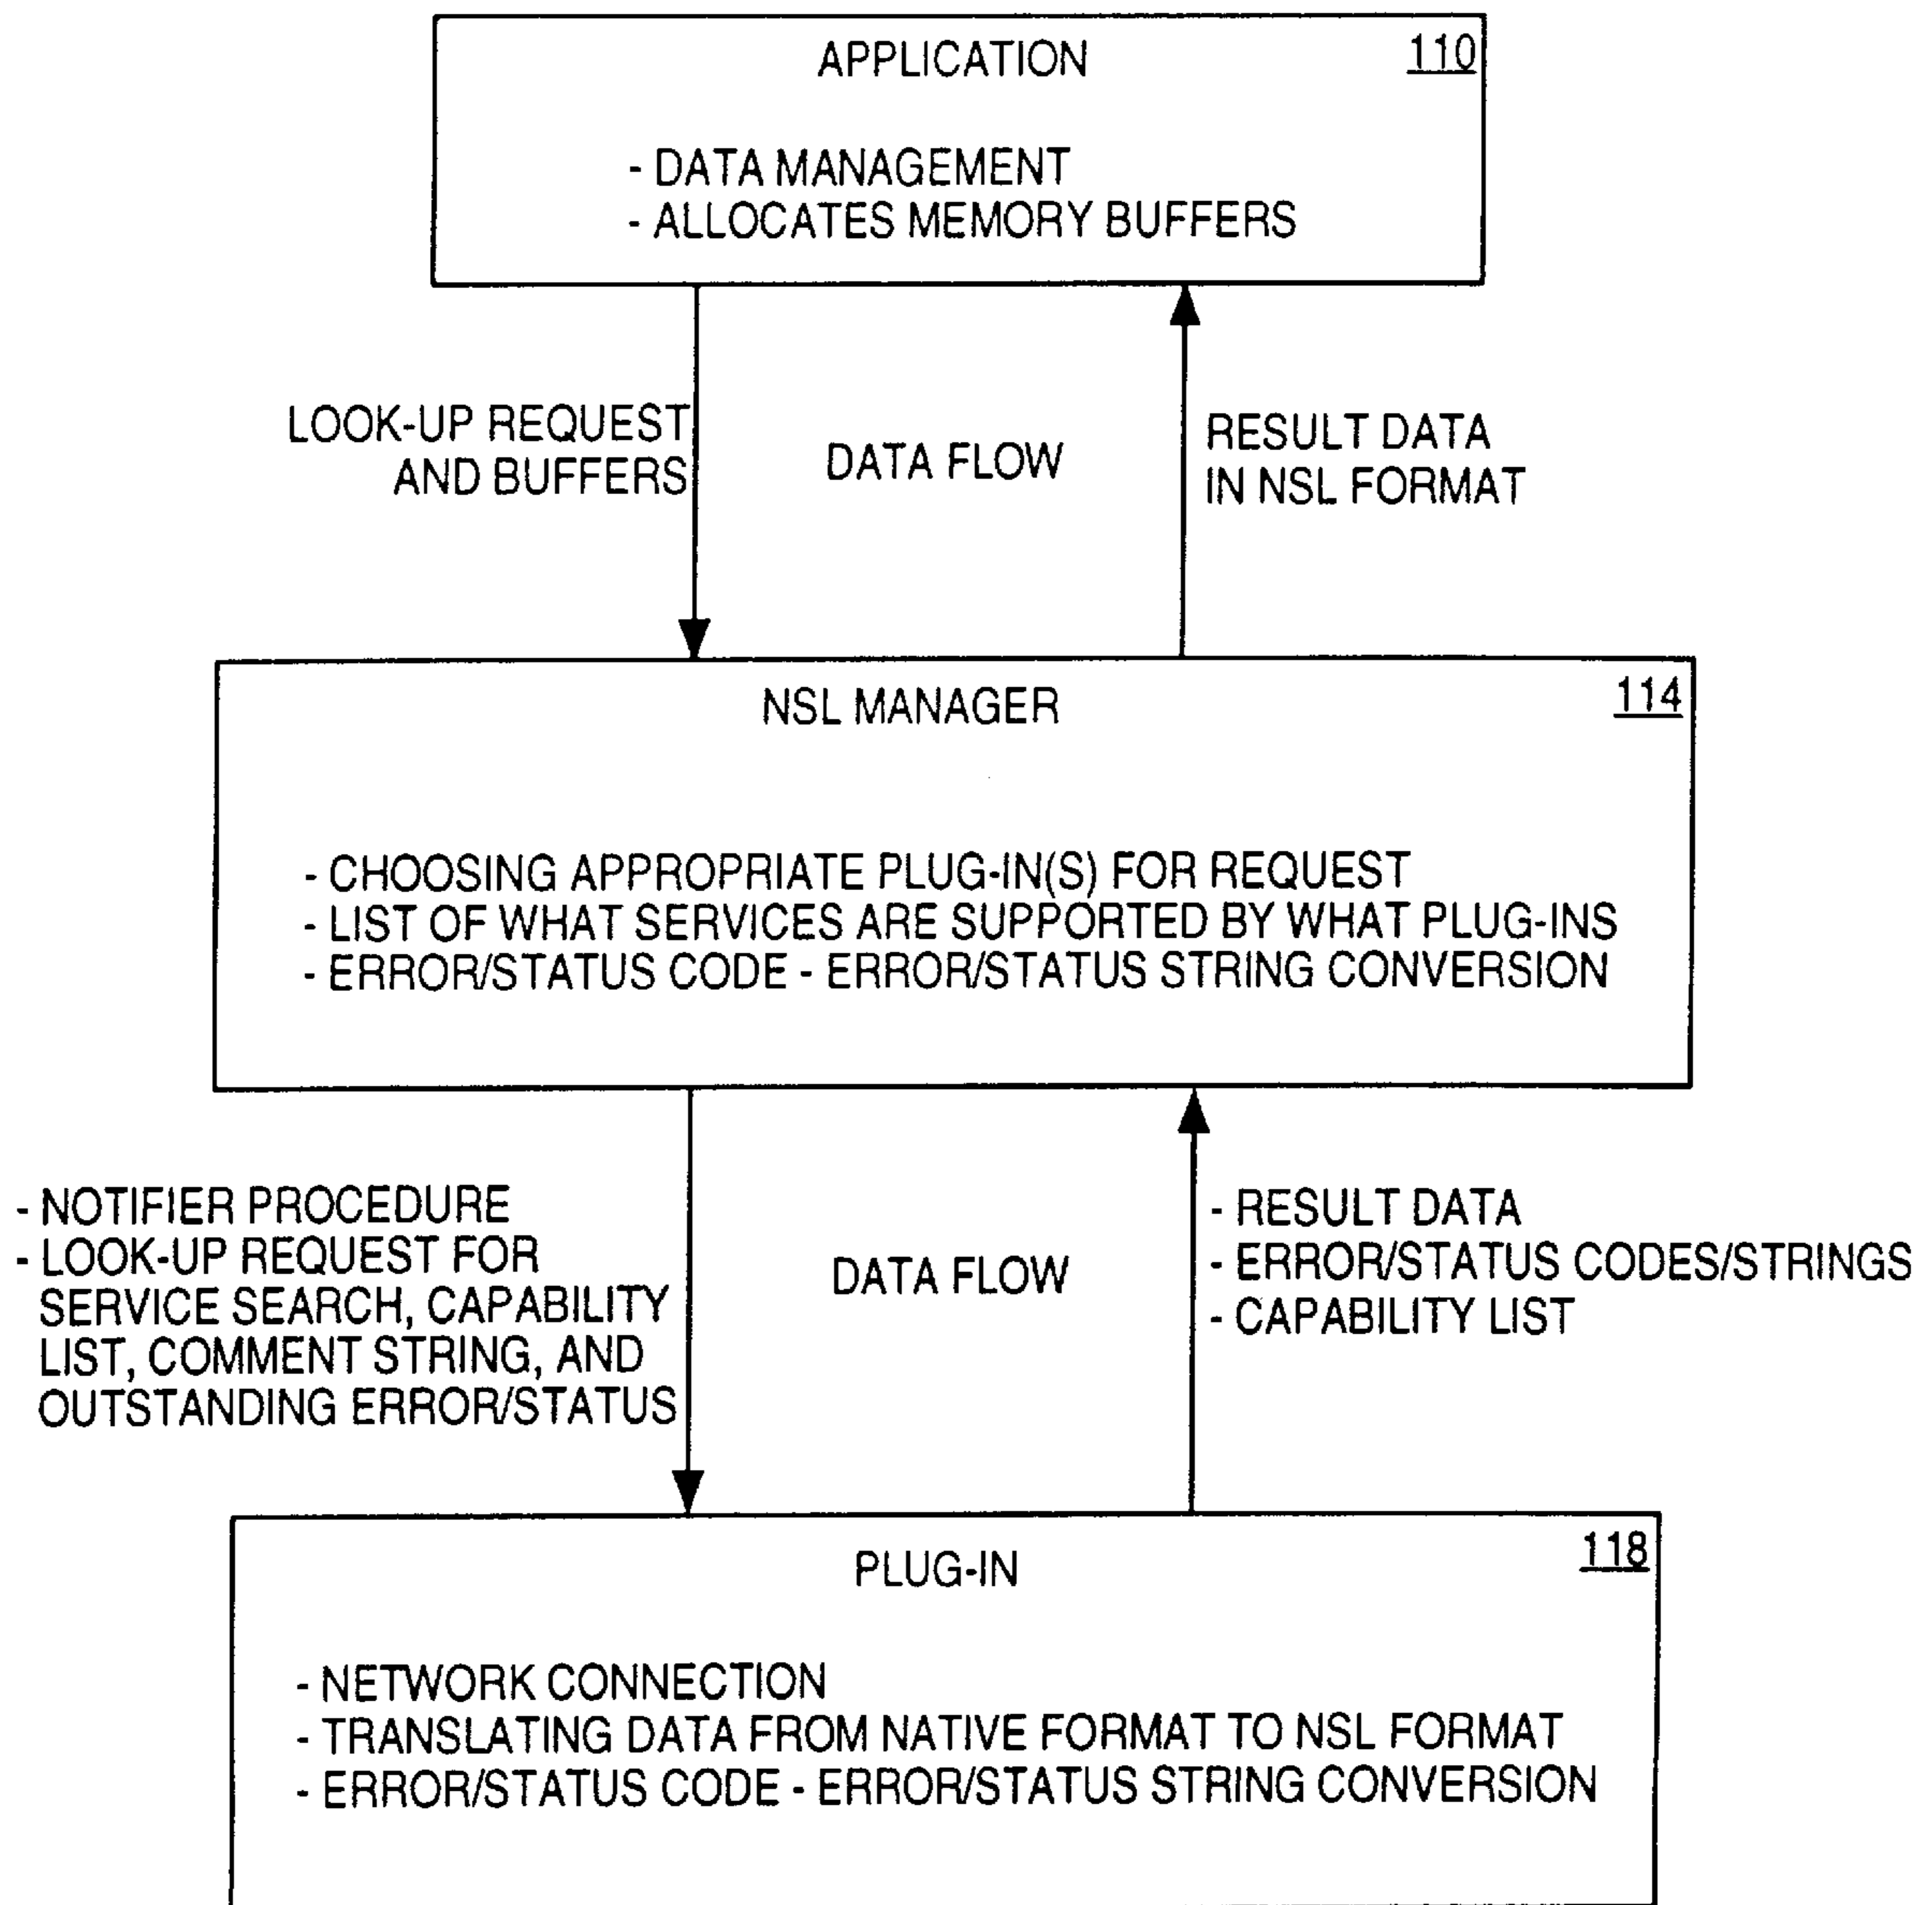 APPLICATION
110
- DATA MANAGEMENT
- ALLOCATES MEMORY BUFFERS
LOOK-UP REQUEST
AND BUFFERS
DATA FLOW
RESULT DATA
IN NSL FORMAT
NSL MANAGER
114
- CHOOSING APPROPRIATE PLUG-IN(S) FOR REQUEST
- LIST OF WHAT SERVICES ARE SUPPORTED BY WHAT PLUG-INS
- ERROR/STATUS CODE - ERROR/STATUS STRING CONVERSION
- NOTIFIER PROCEDURE
- LOOK-UP REQUEST FOR
SERVICE SEARCH, CAPABILITY
LIST, COMMENT STRING, AND
OUTSTANDING ERROR/STATUS
DATA FLOW
- RESULT DATA
- ERROR/STATUS CODES/STRINGS
- CAPABILITY LIST
PLUG-IN
118
- NETWORK CONNECTION
- TRANSLATING DATA FROM NATIVE FORMAT TO NSL FORMAT
- ERROR/STATUS CODE - ERROR/STATUS STRING CONVERSION